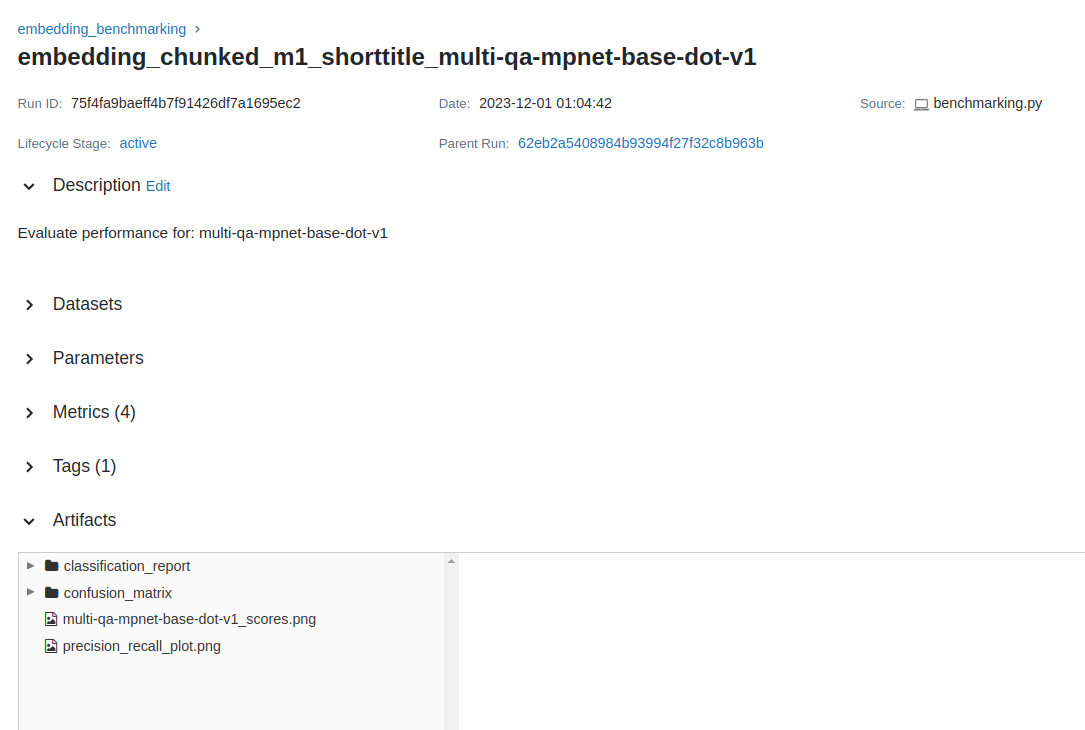 embedding_benchmarking ›
embedding_chunked_m1_shorttitle_multi-qa-mpnet-base-dot-v1
Run ID: 75f4fa9baeff4b7f91426df7a1695ec2 Date: 2023-12-01 01:04:42 Source: benchmarking.py
Lifecycle Stage: active Parent Run: 62eb2a5408984b93994f27f32c8b963b
Description Edit
Evaluate performance for: multi-qa-mpnet-base-dot-v1
Datasets
Parameters
Metrics (4)
Tags (1)
Artifacts
classification_report
confusion_matrix
multi-qa-mpnet-base-dot-v1_scores.png
precision_recall_plot.png